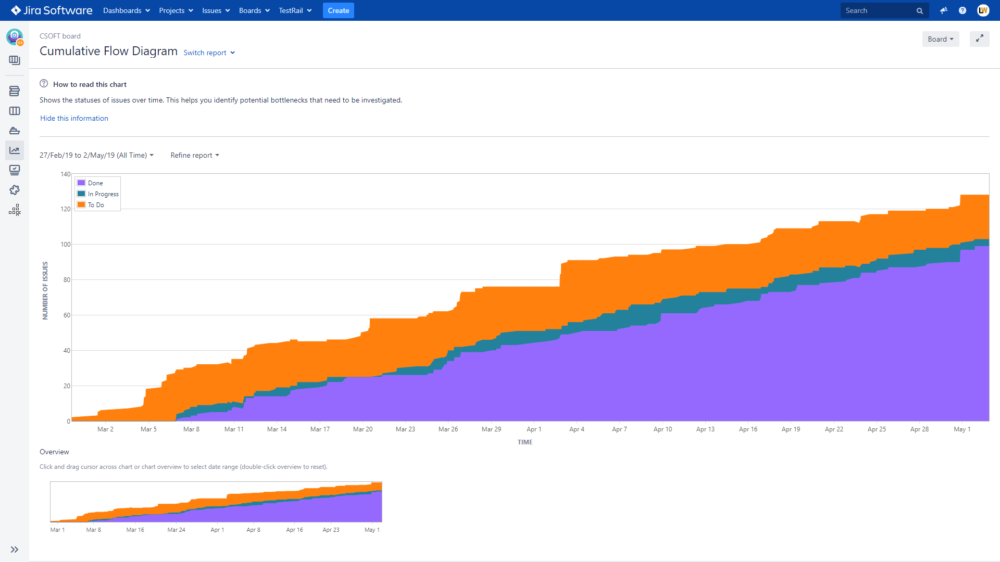 Jira Software Dashboards Projects Issues Boards TestRail Create Search LW
CSOFT board
Board
Cumulative Flow Diagram Switch report
How to read this chart
Shows the statuses of issues over time. This helps you identify potential bottlenecks that need to be investigated.
Hide this information
27/Feb/19 to 2/May/19 (All Time) Refine report
140
120
100
80
60
40
20
0
NUMBER OF ISSUES
Done
In Progress
To Do
Mar 2 Mar 5 Mar 8 Mar 11 Mar 14 Mar 17 Mar 20 Mar 23 Mar 26 Mar 29 Apr 1 Apr 4 Apr 7 Apr 10 Apr 13 Apr 16 Apr 19 Apr 22 Apr 25 Apr 28 May 1
TIME
Overview
Click and drag cursor across chart or chart overview to select date range (double-click overview to reset).
Mar 1 Mar 8 Mar 16 Mar 24 Apr 1 Apr 8 Apr 16 Apr 23 May 1